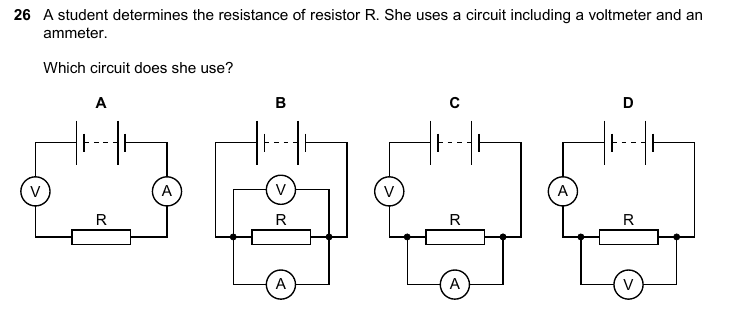 26 A student determines the resistance of resistor R. She uses a circuit including a voltmeter and an
ammeter.
Which circuit does she use?
A B C D
V A R
V R A
V R A
A R V